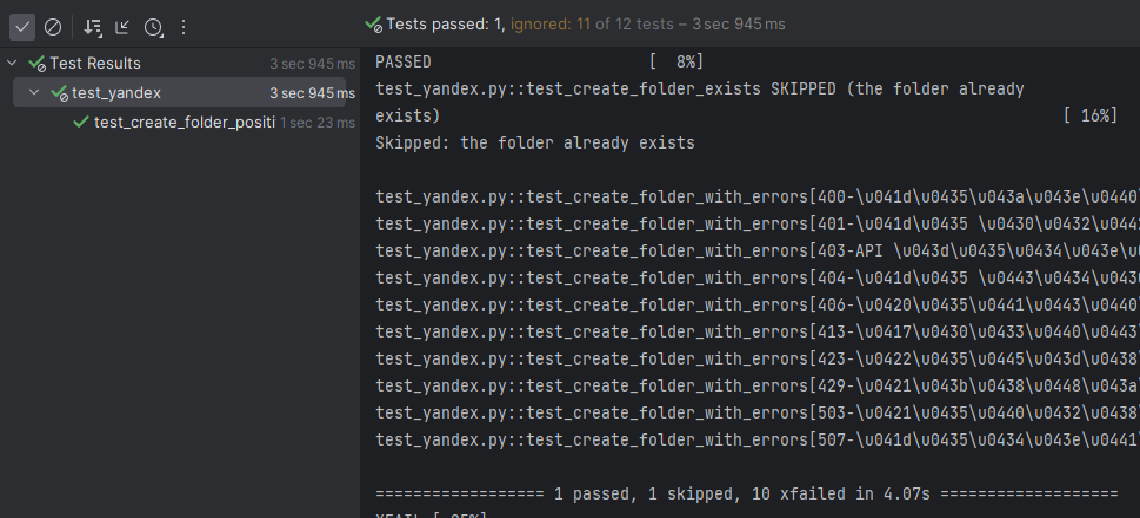 Tests passed: 1, ignored: 11 of 12 tests – 3 sec 945 ms
Test Results 3 sec 945 ms
test_yandex 3 sec 945 ms
test_create_folder_positi 1 sec 23 ms
PASSED [ 8%]
test_yandex.py::test_create_folder_exists SKIPPED (the folder already
exists) [ 16%]
Skipped: the folder already exists
test_yandex.py::test_create_folder_with_errors[400-\u041d\u0435\u043a\u043e\u0440\
test_yandex.py::test_create_folder_with_errors[401-\u041d\u0435 \u0430\u0432\u044
test_yandex.py::test_create_folder_with_errors[403-API \u043d\u0435\u0434\u043e\u
test_yandex.py::test_create_folder_with_errors[404-\u041d\u0435 \u0443\u0434\u043
test_yandex.py::test_create_folder_with_errors[406-\u0420\u0435\u0441\u0443\u0440\
test_yandex.py::test_create_folder_with_errors[413-\u0417\u0430\u0433\u0440\u0443\
test_yandex.py::test_create_folder_with_errors[423-\u0422\u0435\u0445\u043d\u0438\
test_yandex.py::test_create_folder_with_errors[429-\u0421\u043b\u0438\u0448\u043a\
test_yandex.py::test_create_folder_with_errors[503-\u0421\u0435\u0440\u0432\u0438\
test_yandex.py::test_create_folder_with_errors[507-\u041d\u0435\u0434\u043e\u0441\
================== 1 passed, 1 skipped, 10 xfailed in 4.07s ===================